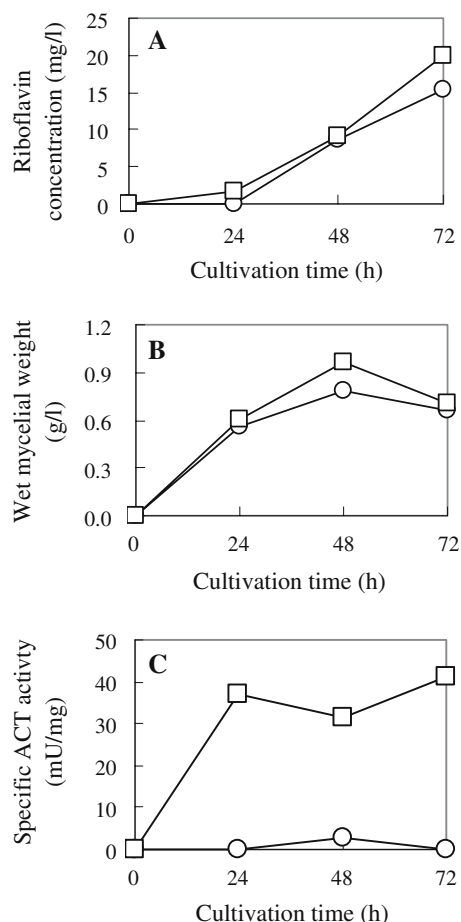 A
Riboflavin
concentration (mg/l)
25
20
15
10
5
0
0 24 48 72
Cultivation time (h)
B
Wet mycelial weight
(g/l)
1.2
0.9
0.6
0.3
0.0
0 24 48 72
Cultivation time (h)
C
Specific ACT activty
(mU/mg)
50
40
30
20
10
0
0 24 48 72
Cultivation time (h)